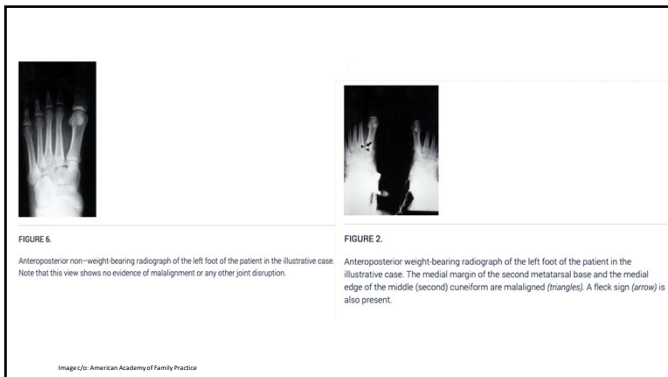 FIGURE 6.
Anteroposterior non–weight-bearing radiograph of the left foot of the patient in the illustrative case.
Note that this view shows no evidence of malalignment or any other joint disruption.
FIGURE 2.
Anteroposterior weight-bearing radiograph of the left foot of the patient in the
illustrative case. The medial margin of the second metatarsal base and the medial
edge of the middle (second) cuneiform are malaligned (triangles). A fleck sign (arrow) is
also present.
Image c/o: American Academy of Family Practice